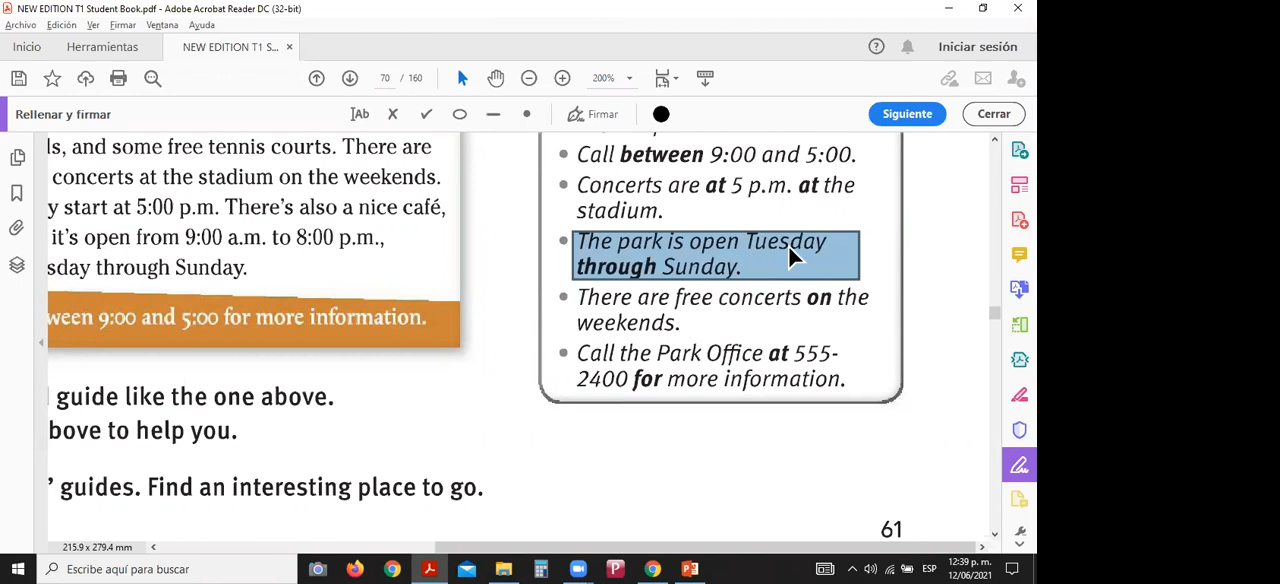 NEW EDITION T1 Student Book.pdf - Adobe Acrobat Reader DC (32-bit)
Archivo Edición Ver Firmar Ventana Ayuda
Inicio Herramientas NEW EDITION T1 S... × Iniciar sesión
70 / 160 200%
Rellenar y firmar Ab Firmar Siguiente Cerrar
ls, and some free tennis courts. There are
concerts at the stadium on the weekends.
y start at 5:00 p.m. There's also a nice café,
it's open from 9:00 a.m. to 8:00 p.m.,
sday through Sunday.
ween 9:00 and 5:00 for more information.
• Call between 9:00 and 5:00.
• Concerts are at 5 p.m. at the
stadium.
• The park is open Tuesday
through Sunday.
• There are free concerts on the
weekends.
• Call the Park Office at 555-
2400 for more information.
guide like the one above.
bove to help you.
' guides. Find an interesting place to go.
61
215.9 x 279.4 mm
Escribe aquí para buscar
ESP
12:39 p. m.
12/06/2021